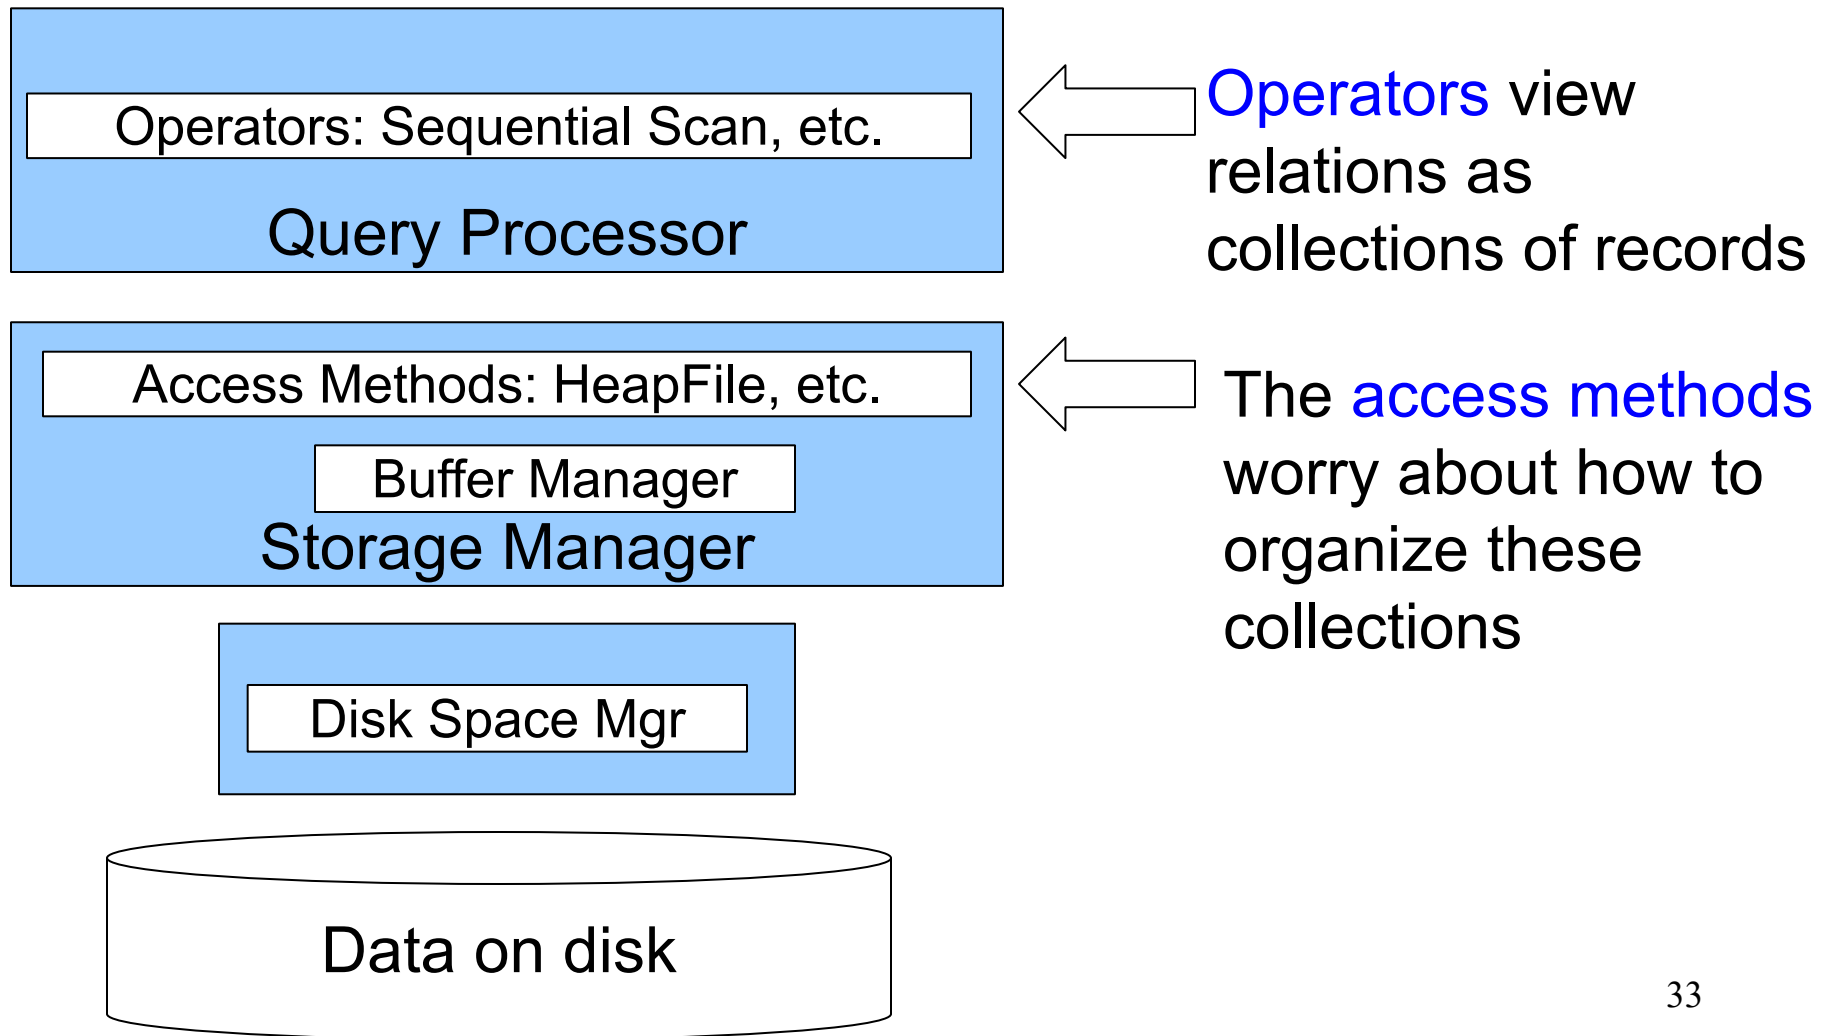 Operators: Sequential Scan, etc.
Query Processor
Operators view
relations as
collections of records
Access Methods: HeapFile, etc.
Buffer Manager
Storage Manager
The access methods
worry about how to
organize these
collections
Disk Space Mgr
Data on disk
33